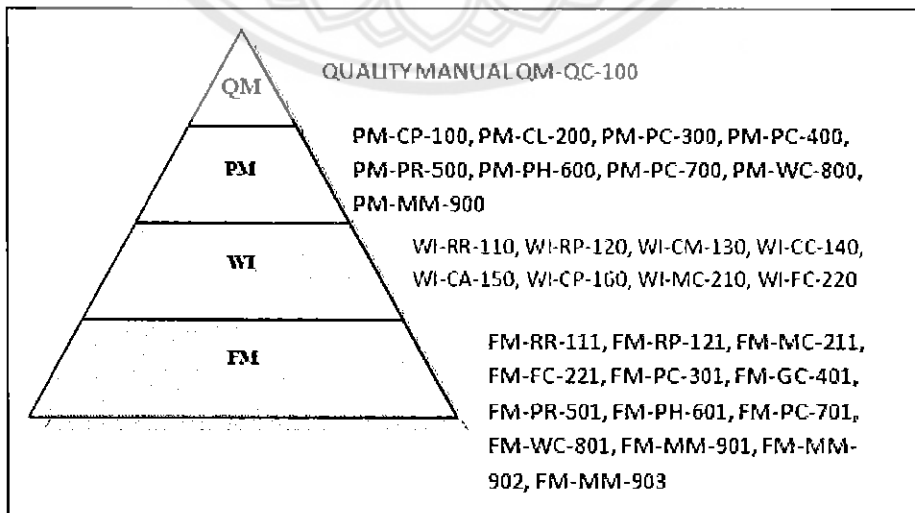 QM
QUALITY MANUAL QM-QC-100
PM
PM-CP-100, PM-CL-200, PM-PC-300, PM-PC-400,
PM-PR-500, PM-PH-600, PM-PC-700, PM-WC-800,
PM-MM-900
WI
WI-RR-110, WI-RP-120, WI-CM-130, WI-CC-140,
WI-CA-150, WI-CP-160, WI-MC-210, WI-FC-220
FM
FM-RR-111, FM-RP-121, FM-MC-211,
FM-FC-221, FM-PC-301, FM-GC-401,
FM-PR-501, FM-PH-601, FM-PC-701,
FM-WC-801, FM-MM-901, FM-MM-
902, FM-MM-903